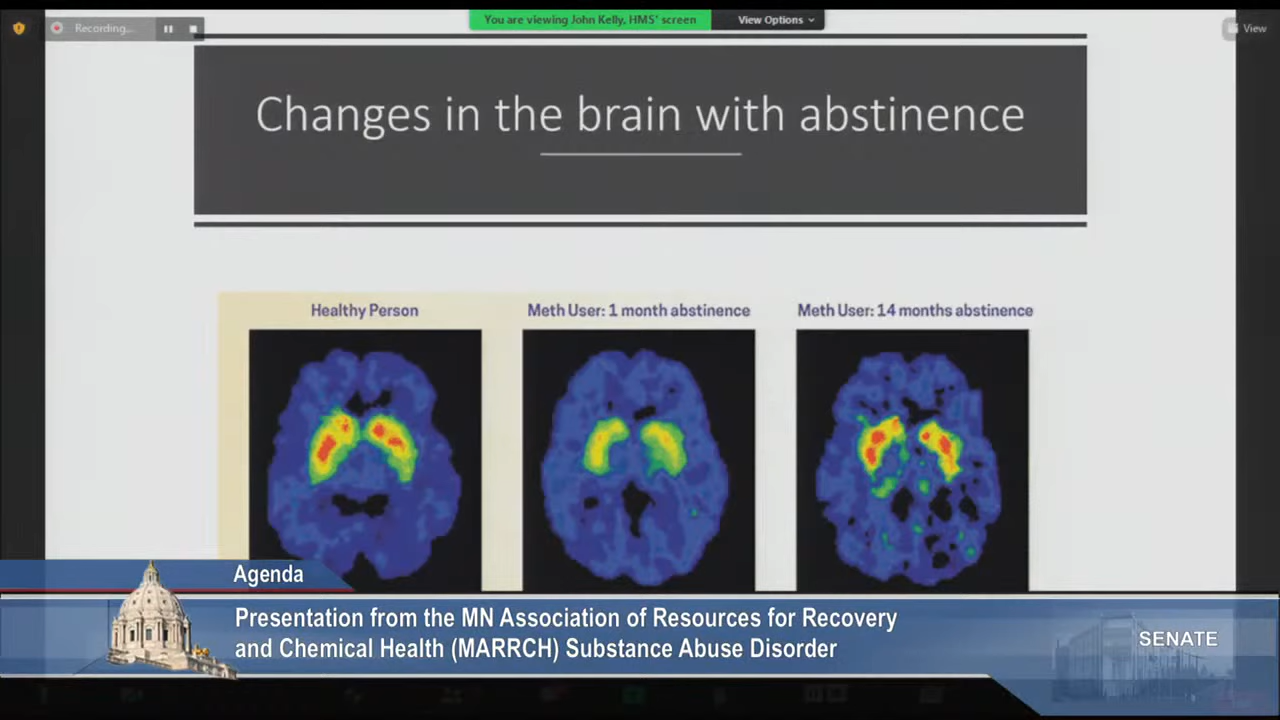 You are viewing John Kelly, HMS' screen
View Options
Recording...
View
Changes in the brain with abstinence
Healthy Person
Meth User: 1 month abstinence
Meth User: 14 months abstinence
Agenda
Presentation from the MN Association of Resources for Recovery
and Chemical Health (MARRCH) Substance Abuse Disorder
SENATE